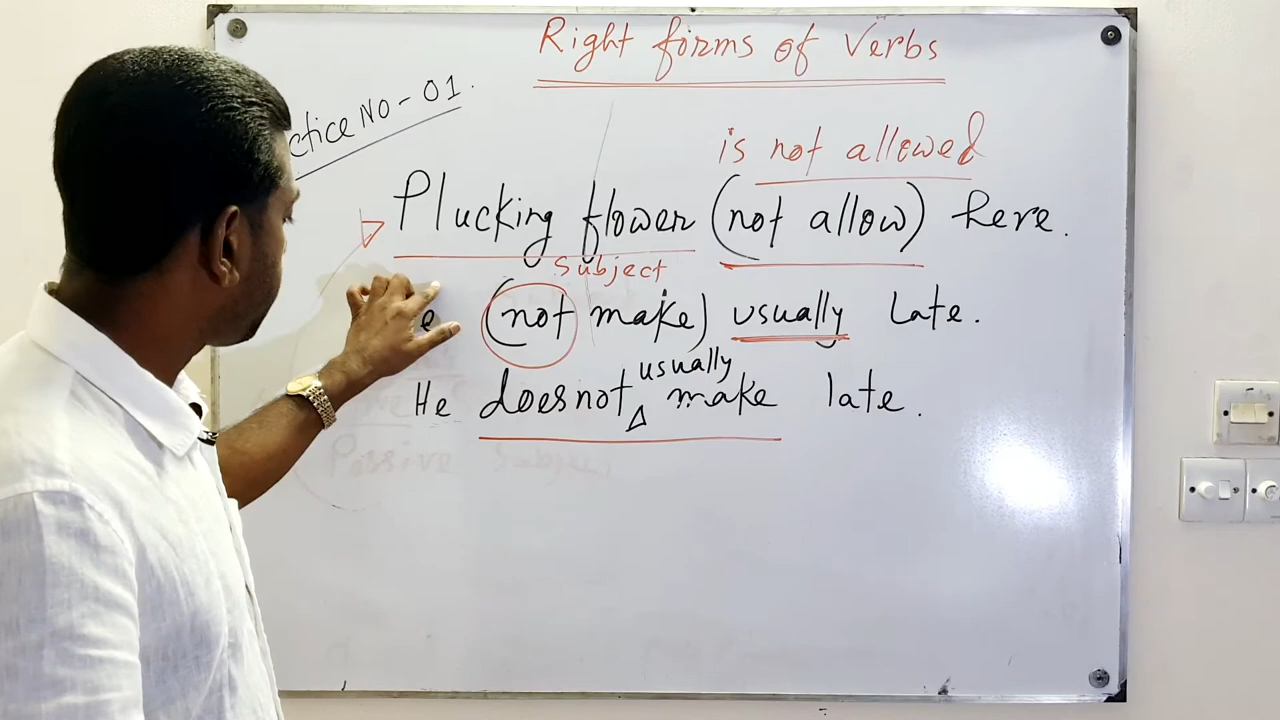 Right forms of Verbs
ctice No - 01.
is not allowed
Plucking flower (not allow) here.
Subject
e (not make) usually late.
usually
He doesnot make late.